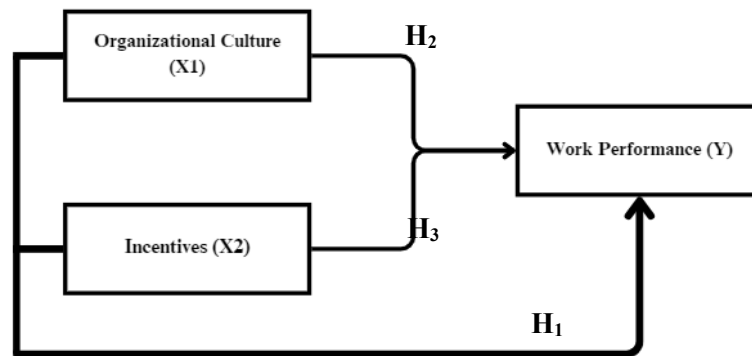 Organizational Culture
(X1)
H₂
Work Performance (Y)
Incentives (X2)
H₃
H₁